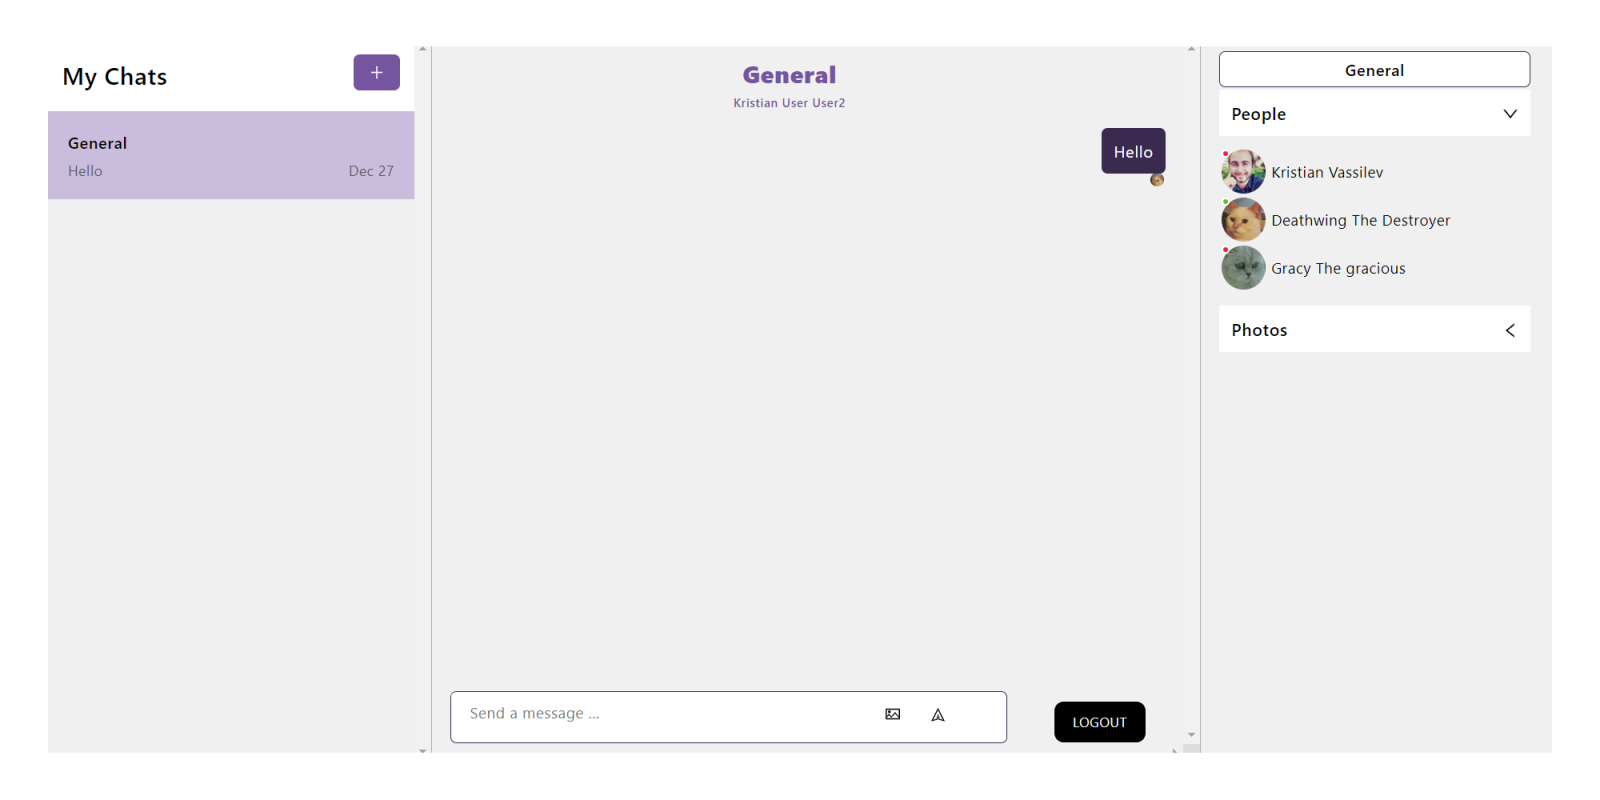 My Chats
+
General
Hello
Dec 27
General
Kristian User User2
Hello
Send a message ...
LOGOUT
General
People
Kristian Vassilev
Deathwing The Destroyer
Gracy The gracious
Photos